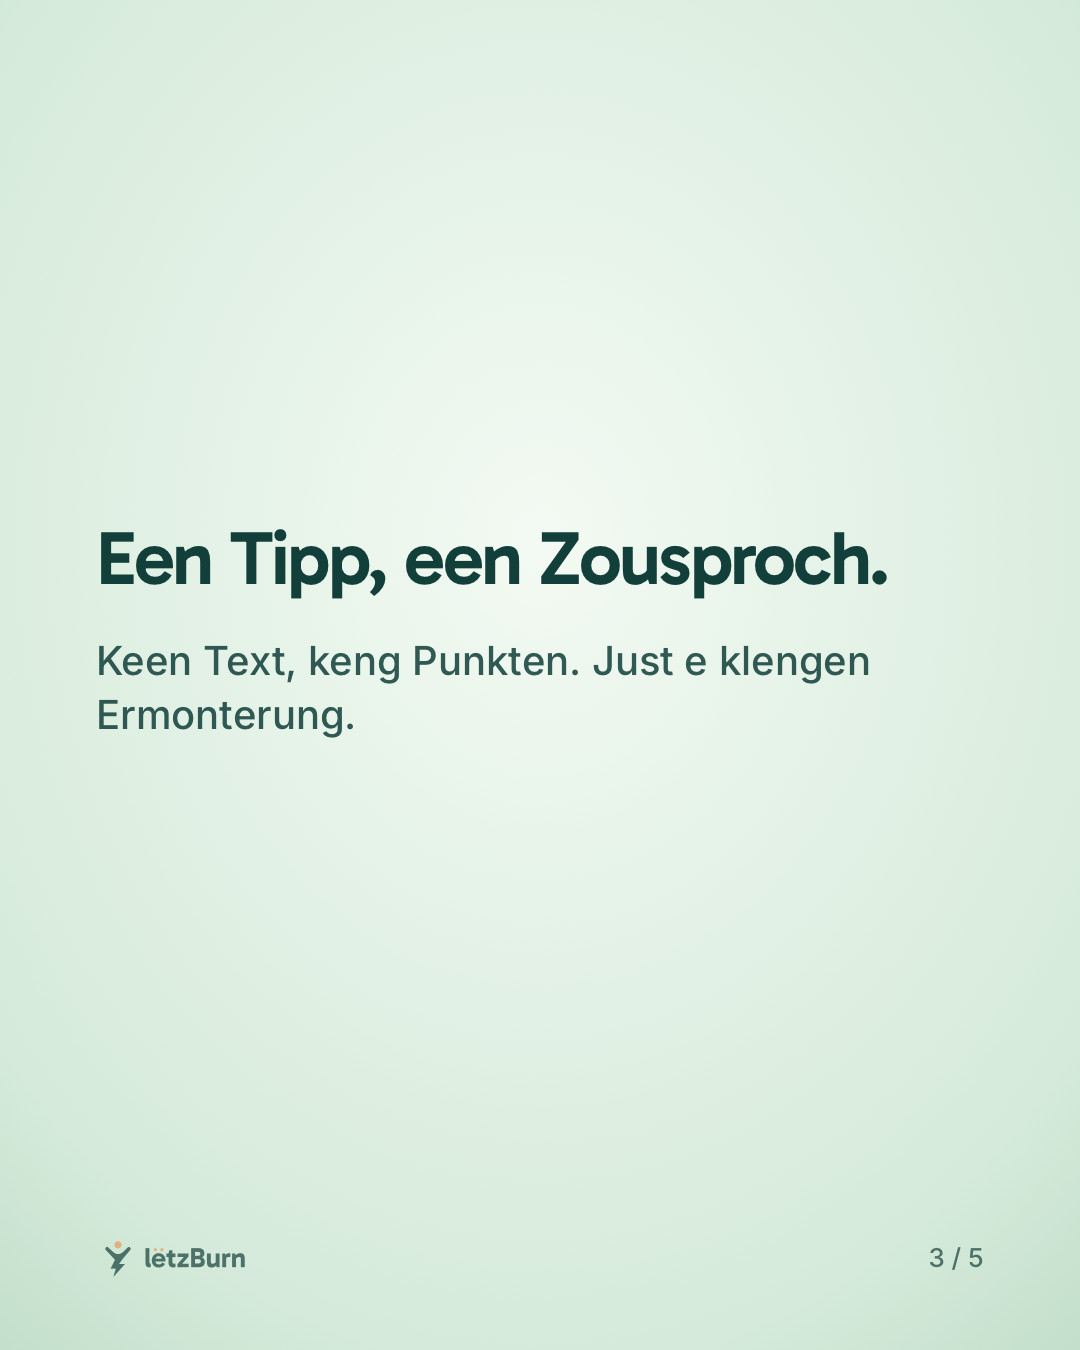 Een Tipp, een Zousproch.
Keen Text, keng Punkten. Just e klengen
Ermonterung.
lëtzBurn
3 / 5